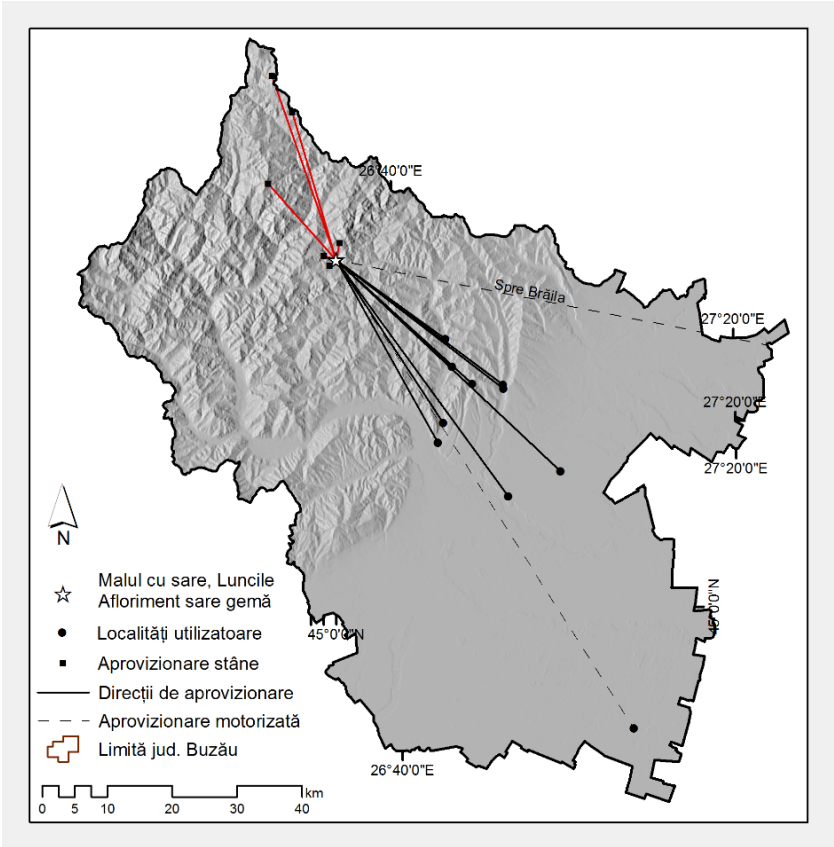 26°40'0"E
Spre Brăila
27°20'0"E
27°20'0"E
27°20'0"E
N
Malul cu sare, Luncile
Afloriment sare gemă
45°0'0"N
Localități utilizatoare
45°0'0"N
Aprovizionare stâne
Direcții de aprovizionare
Aprovizionare motorizată
Limită jud. Buzău
26°40'0"E
km
0 5 10 20 30 40